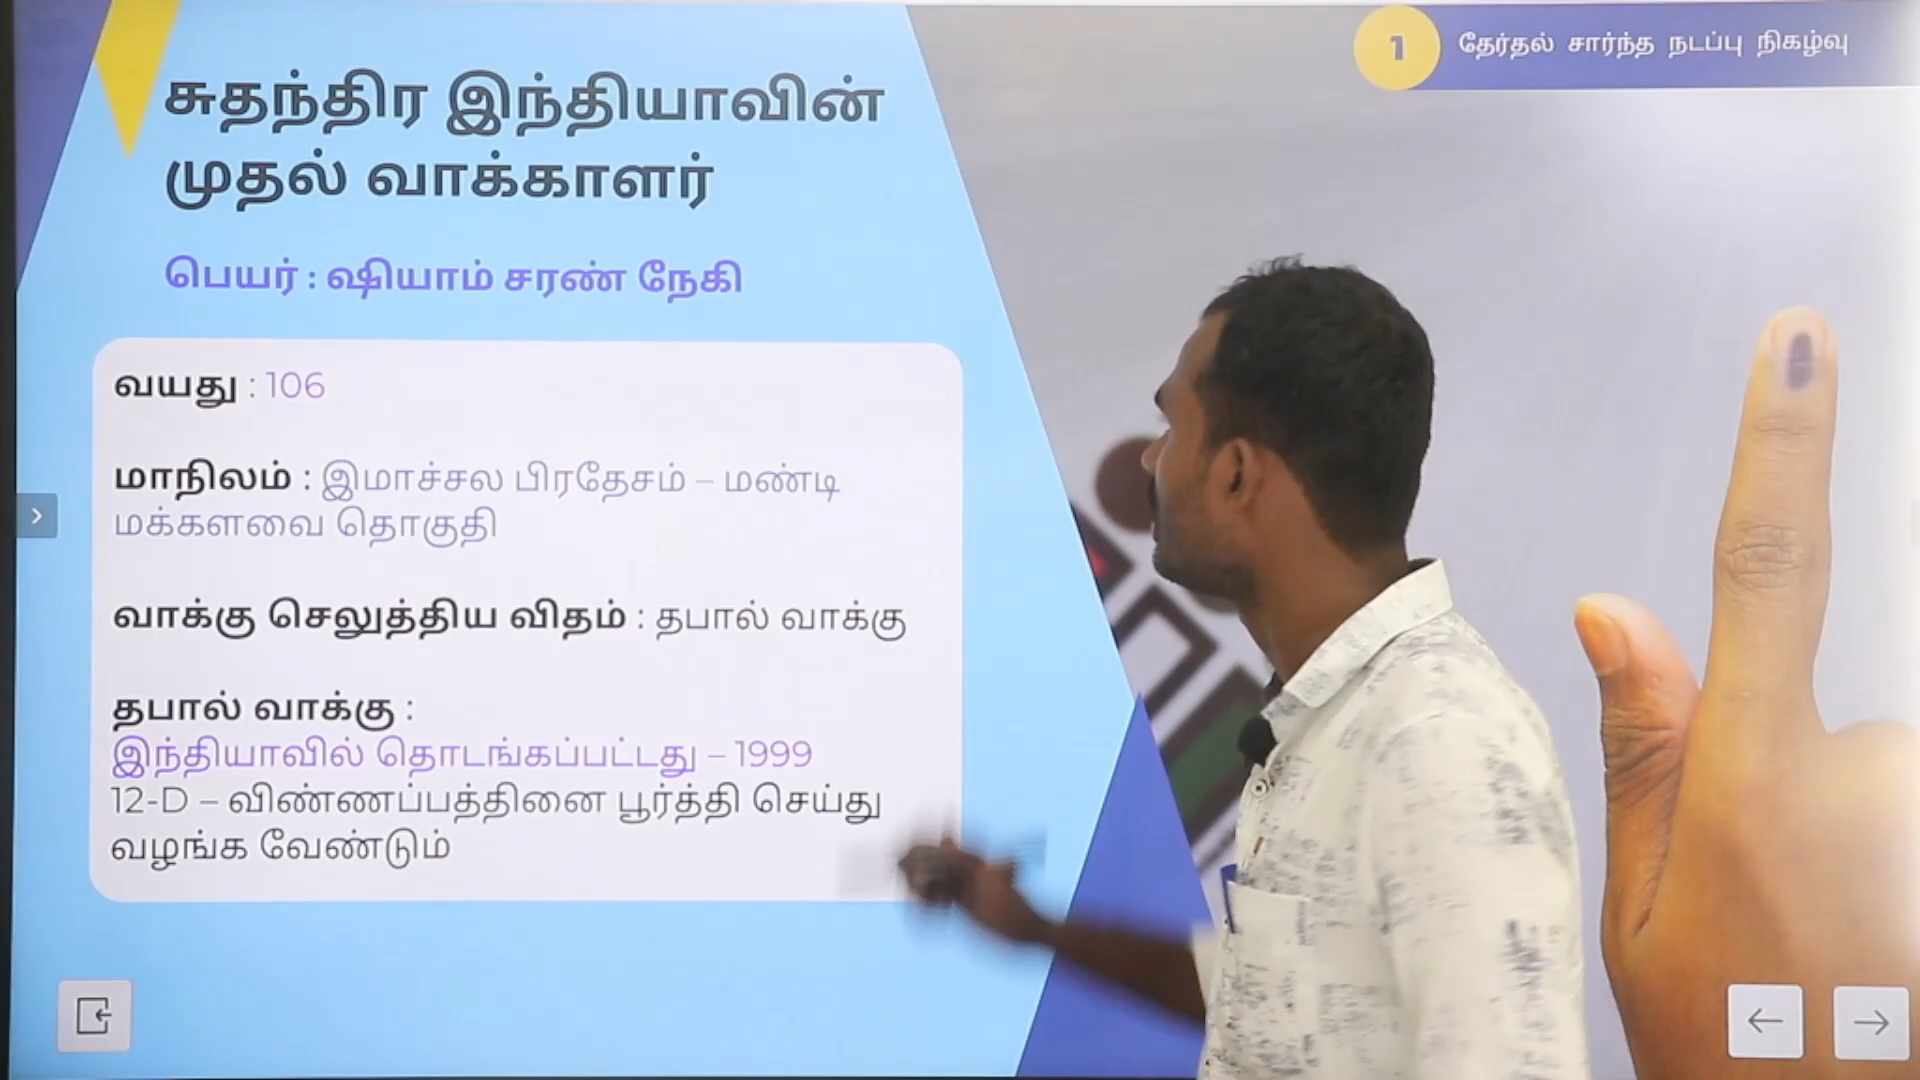 1 தேர்தல் சார்ந்த நடப்பு நிகழ்வு
சுதந்திர இந்தியாவின்
முதல் வாக்காளர்
பெயர் : ஷியாம் சரண் நேகி
வயது : 106
மாநிலம் : இமாச்சல பிரதேசம் – மண்டி
மக்களவை தொகுதி
வாக்கு செலுத்திய விதம் : தபால் வாக்கு
தபால் வாக்கு :
இந்தியாவில் தொடங்கப்பட்டது – 1999
12-D – விண்ணப்பத்தினை பூர்த்தி செய்து
வழங்க வேண்டும்